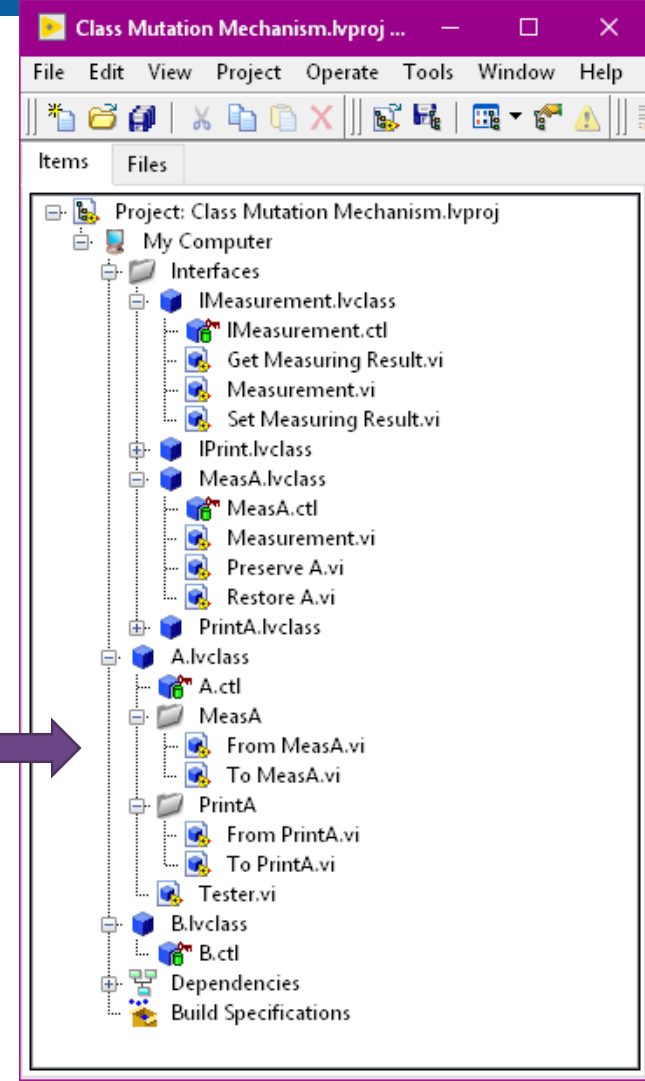 Class Mutation Mechanism.lvproj ...
File Edit View Project Operate Tools Window Help
Items Files
Project: Class Mutation Mechanism.lvproj
My Computer
Interfaces
IMeasurement.lvclass
IMeasurement.ctl
Get Measuring Result.vi
Measurement.vi
Set Measuring Result.vi
IPrint.lvclass
MeasA.lvclass
MeasA.ctl
Measurement.vi
Preserve A.vi
Restore A.vi
PrintA.lvclass
A.lvclass
A.ctl
MeasA
From MeasA.vi
To MeasA.vi
PrintA
From PrintA.vi
To PrintA.vi
Tester.vi
B.lvclass
B.ctl
Dependencies
Build Specifications